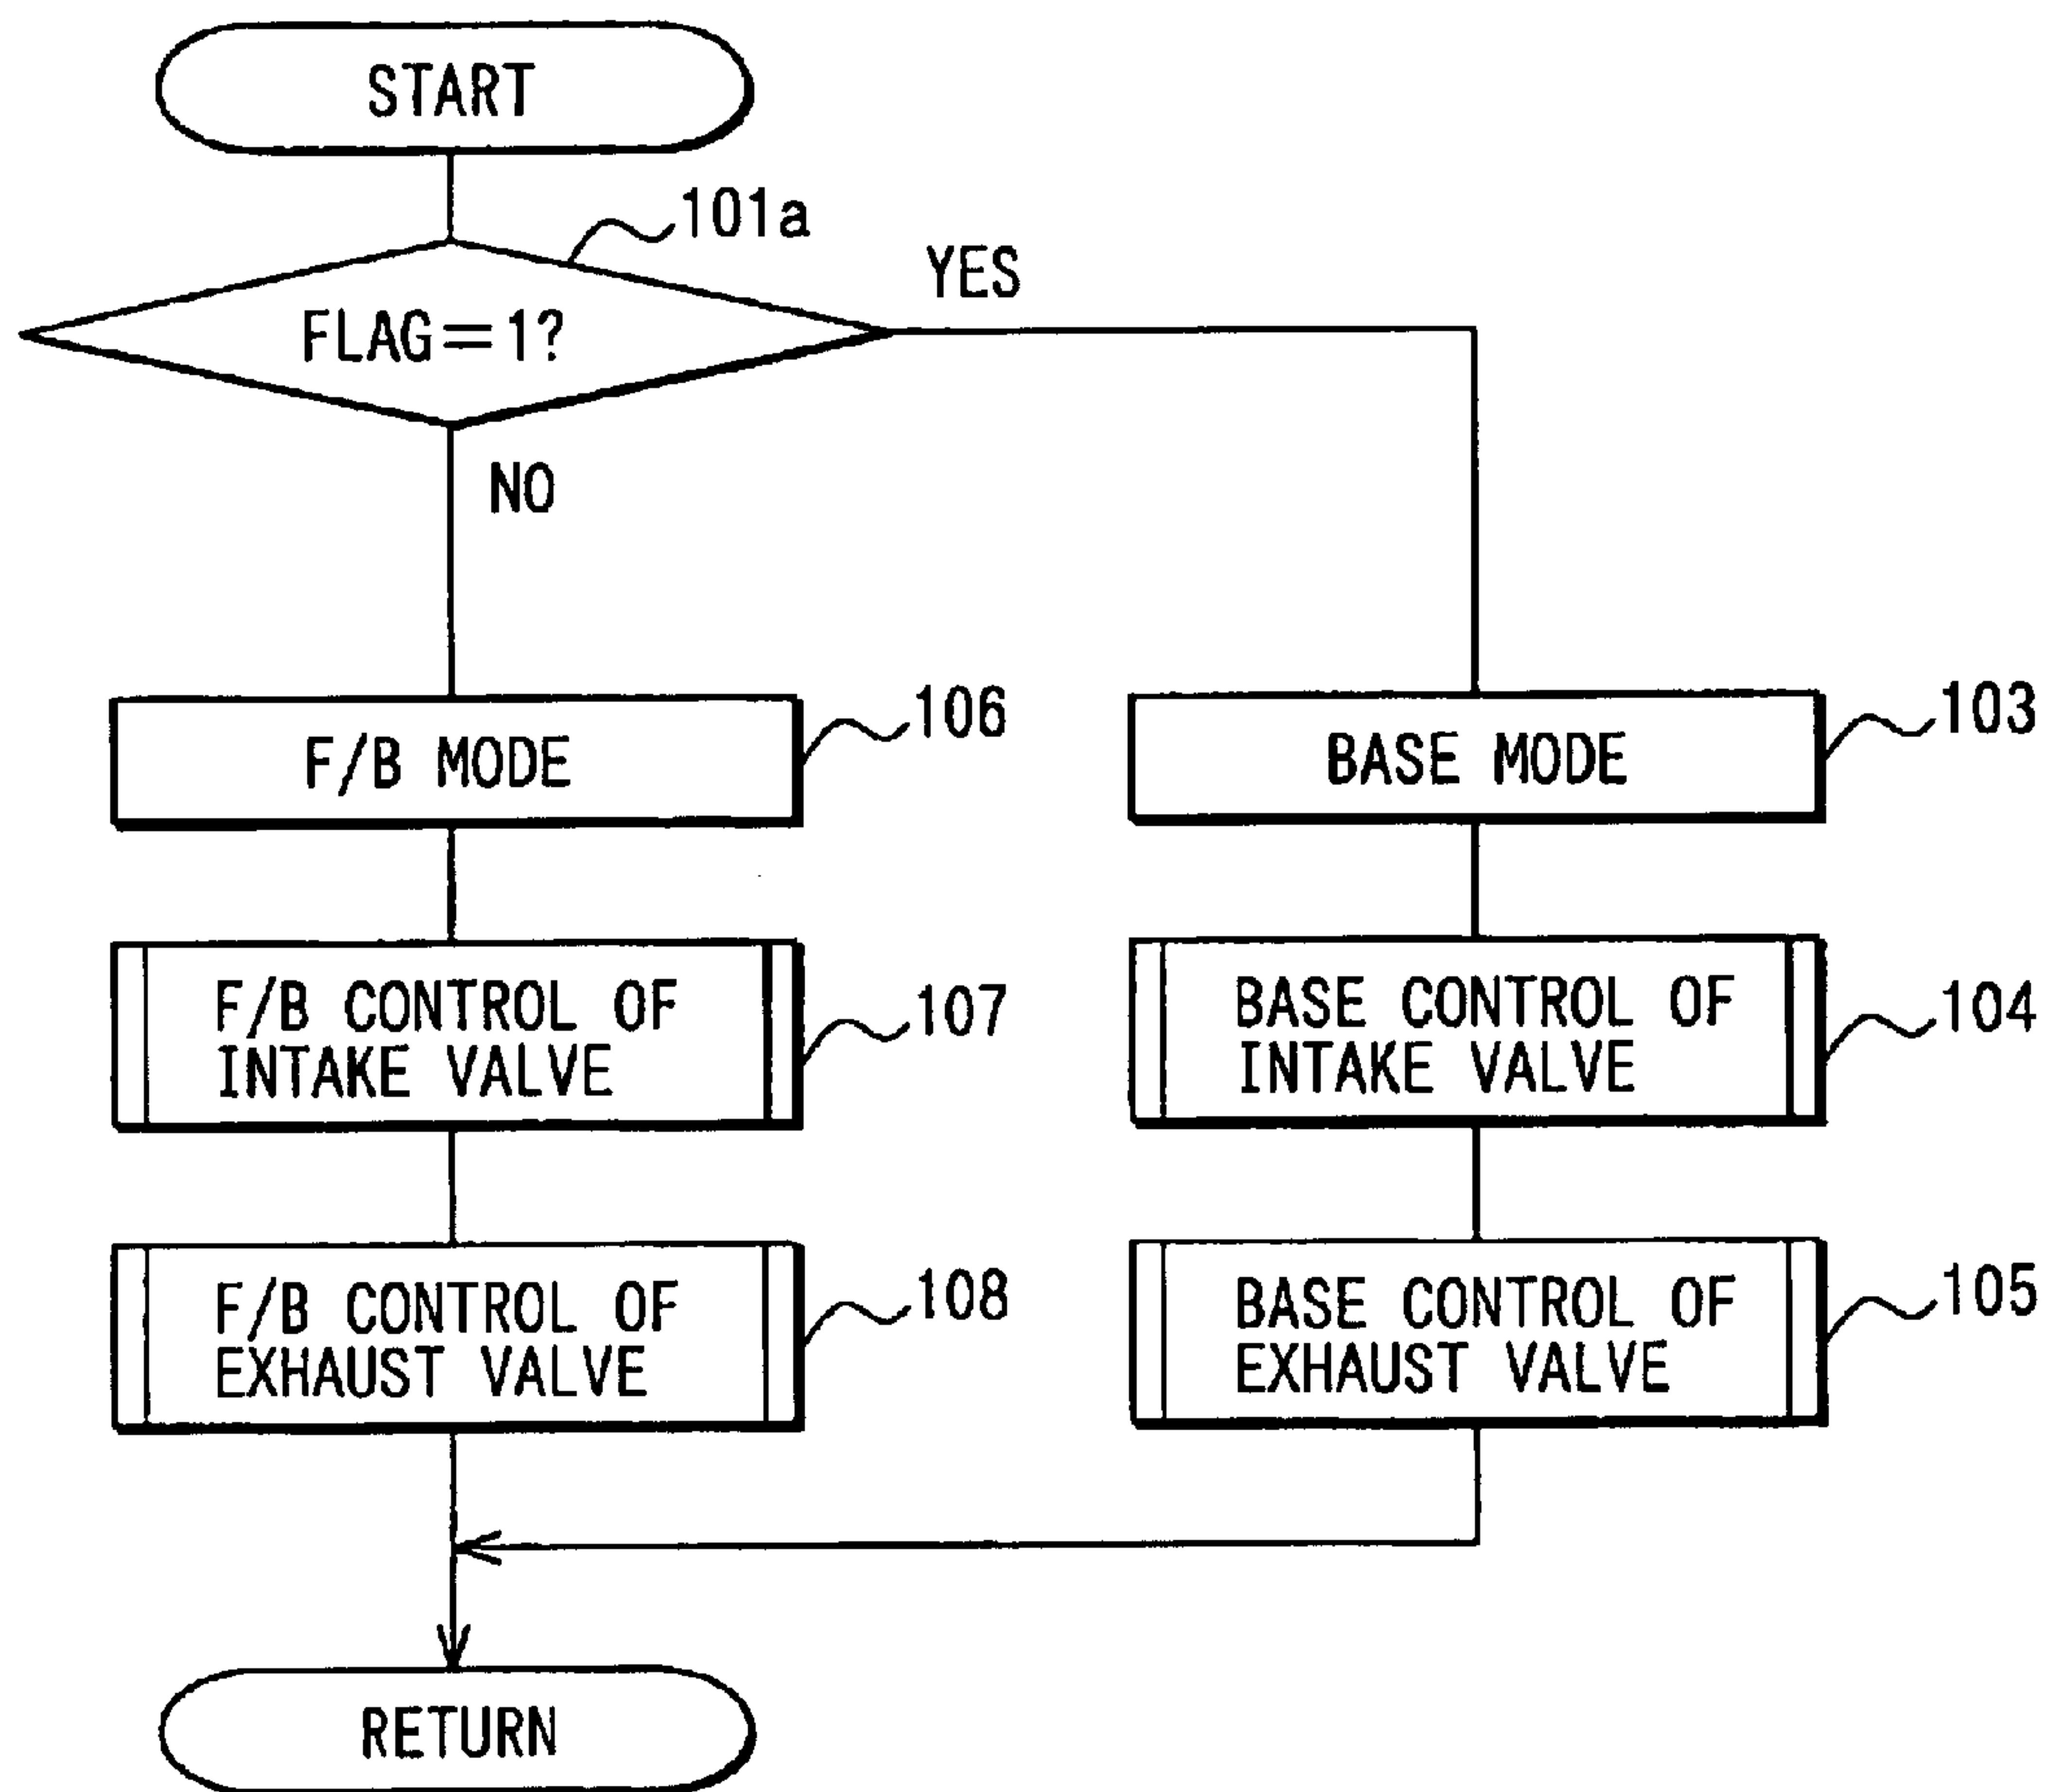 START
101a
FLAG=1?
YES
NO
F/B MODE
106
BASE MODE
103
F/B CONTROL OF
INTAKE VALVE
107
BASE CONTROL OF
INTAKE VALVE
104
F/B CONTROL OF
EXHAUST VALVE
108
BASE CONTROL OF
EXHAUST VALVE
105
RETURN